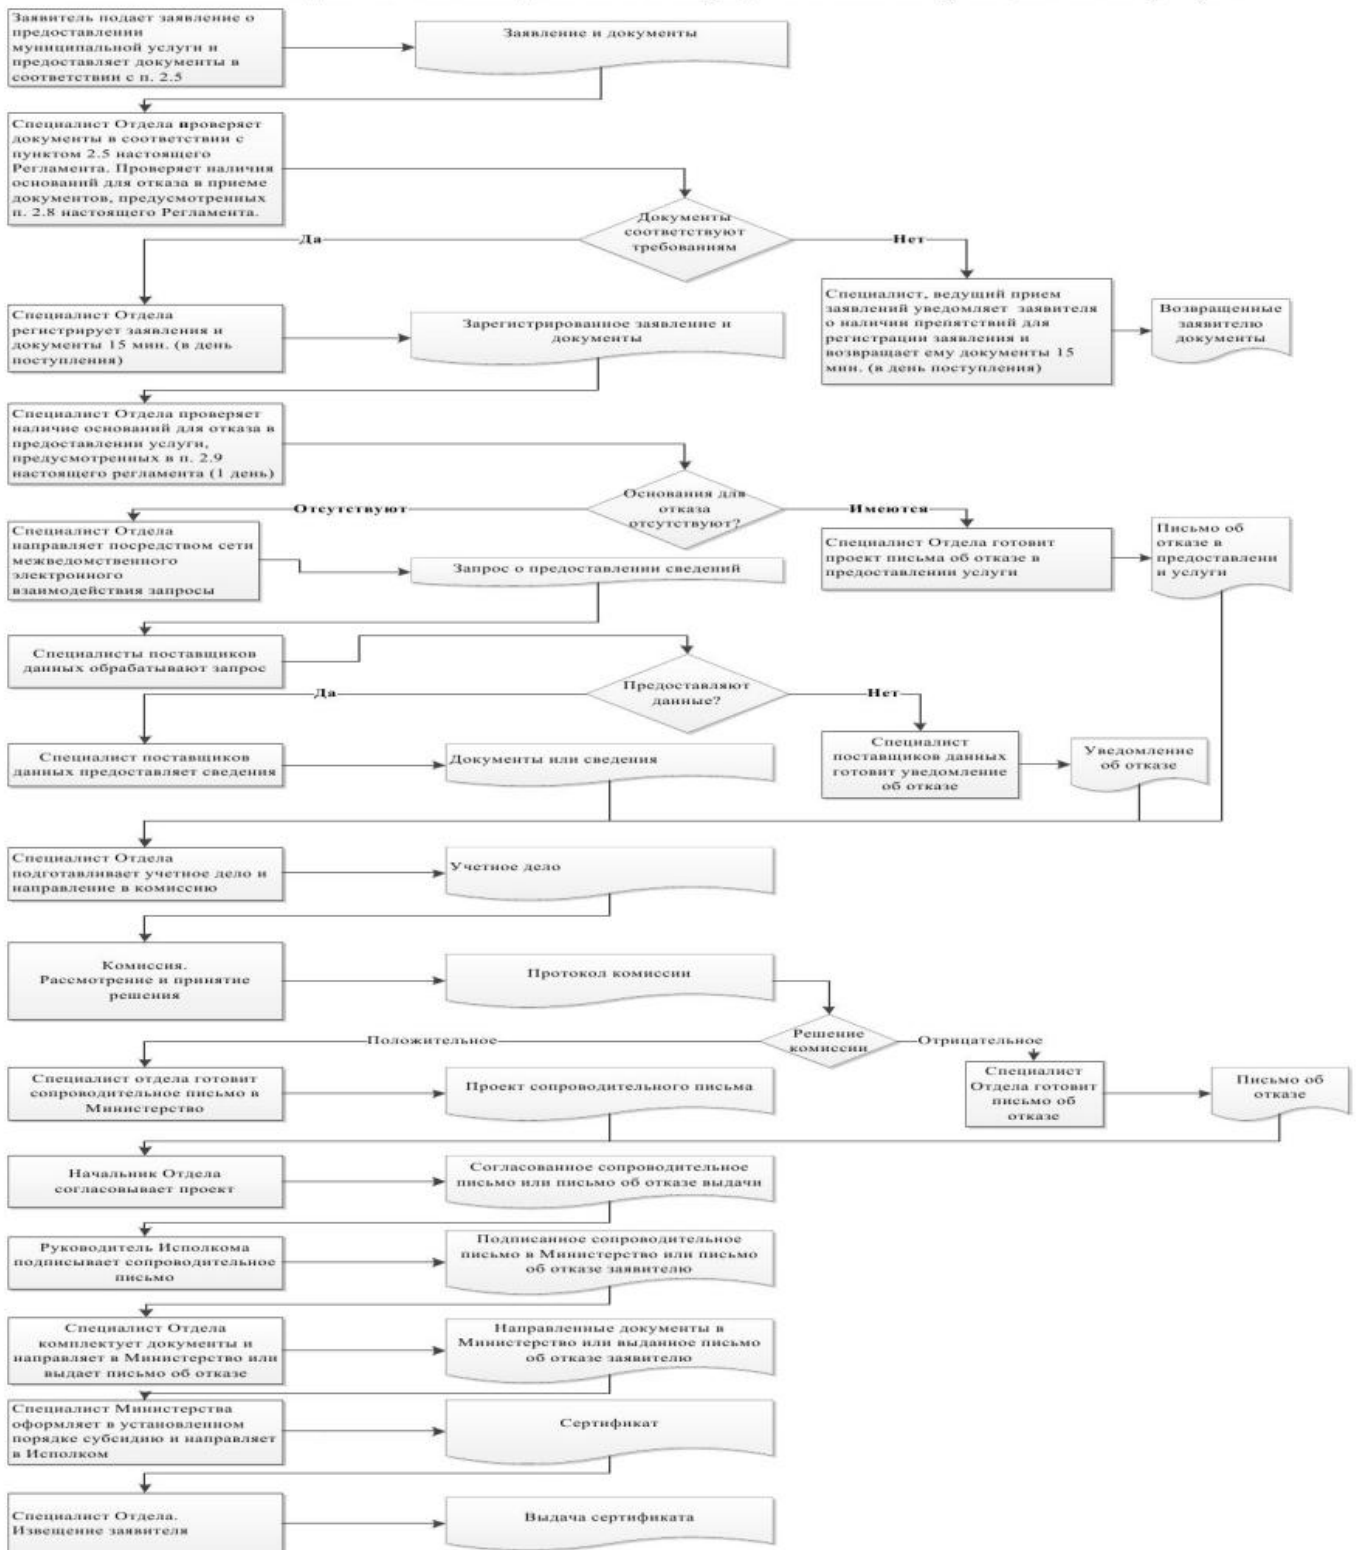 Заявитель подает заявление о
предоставлении
муниципальной услуги и
предоставляет документы в
соответствии с п. 2.5
Заявление и документы
Специалист Отдела проверяет
документы в соответствии с
пунктом 2.5 настоящего
Регламента. Проверяет наличия
оснований для отказа в приеме
документов, предусмотренных
п. 2.8 настоящего Регламента.
Документы
соответствуют
требованиям
Да
Нет
Специалист Отдела
регистрирует заявления и
документы 15 мин. (в день
поступления)
Зарегистрированное заявление и
документы
Специалист, ведущий прием
заявлений уведомляет заявителя
о наличии препятствий для
регистрации заявления и
возвращает ему документы 15
мин. (в день поступления)
Возвращенные
заявителю
документы
Специалист Отдела проверяет
наличие оснований для отказа в
предоставлении услуги,
предусмотренных в п. 2.9
настоящего регламента (1 день)
Основания для
отказа
отсутствуют?
Отсутствуют
Имеются
Специалист Отдела
направляет посредством сети
межведомственного
электронного
взаимодействия запросы
Запрос о предоставлении сведений
Специалист Отдела готовит
проект письма об отказе в
предоставлении услуги
Письмо об
отказе в
предоставлени
и услуги
Специалисты поставщиков
данных обрабатывают запрос
Предоставляют
данные?
Да
Нет
Специалист поставщиков
данных предоставляет сведения
Документы или сведения
Специалист
поставщиков данных
готовит уведомление
об отказе
Уведомление
об отказе
Специалист Отдела
подготавливает учетное дело и
направление в комиссию
Учетное дело
Комиссия.
Рассмотрение и принятие
решения
Протокол комиссии
Решение
комиссии
Положительное
Отрицательное
Специалист отдела готовит
сопроводительное письмо в
Министерство
Проект сопроводительного письма
Специалист
Отдела готовит
письмо об
отказе
Письмо об
отказе
Начальник Отдела
согласовывает проект
Согласованное сопроводительное
письмо или письмо об отказе выдачи
Руководитель Исполкома
подписывает сопроводительное
письмо
Подписанное сопроводительное
письмо в Министерство или письмо
об отказе заявителю
Специалист Отдела
комплектует документы и
направляет в Министерство или
выдает письмо об отказе
Направленные документы в
Министерство или выданное письмо
об отказе заявителю
Специалист Министерства
оформляет в установленном
порядке субсидию и направляет
в Исполком
Сертификат
Специалист Отдела.
Извещение заявителя
Выдача сертификата